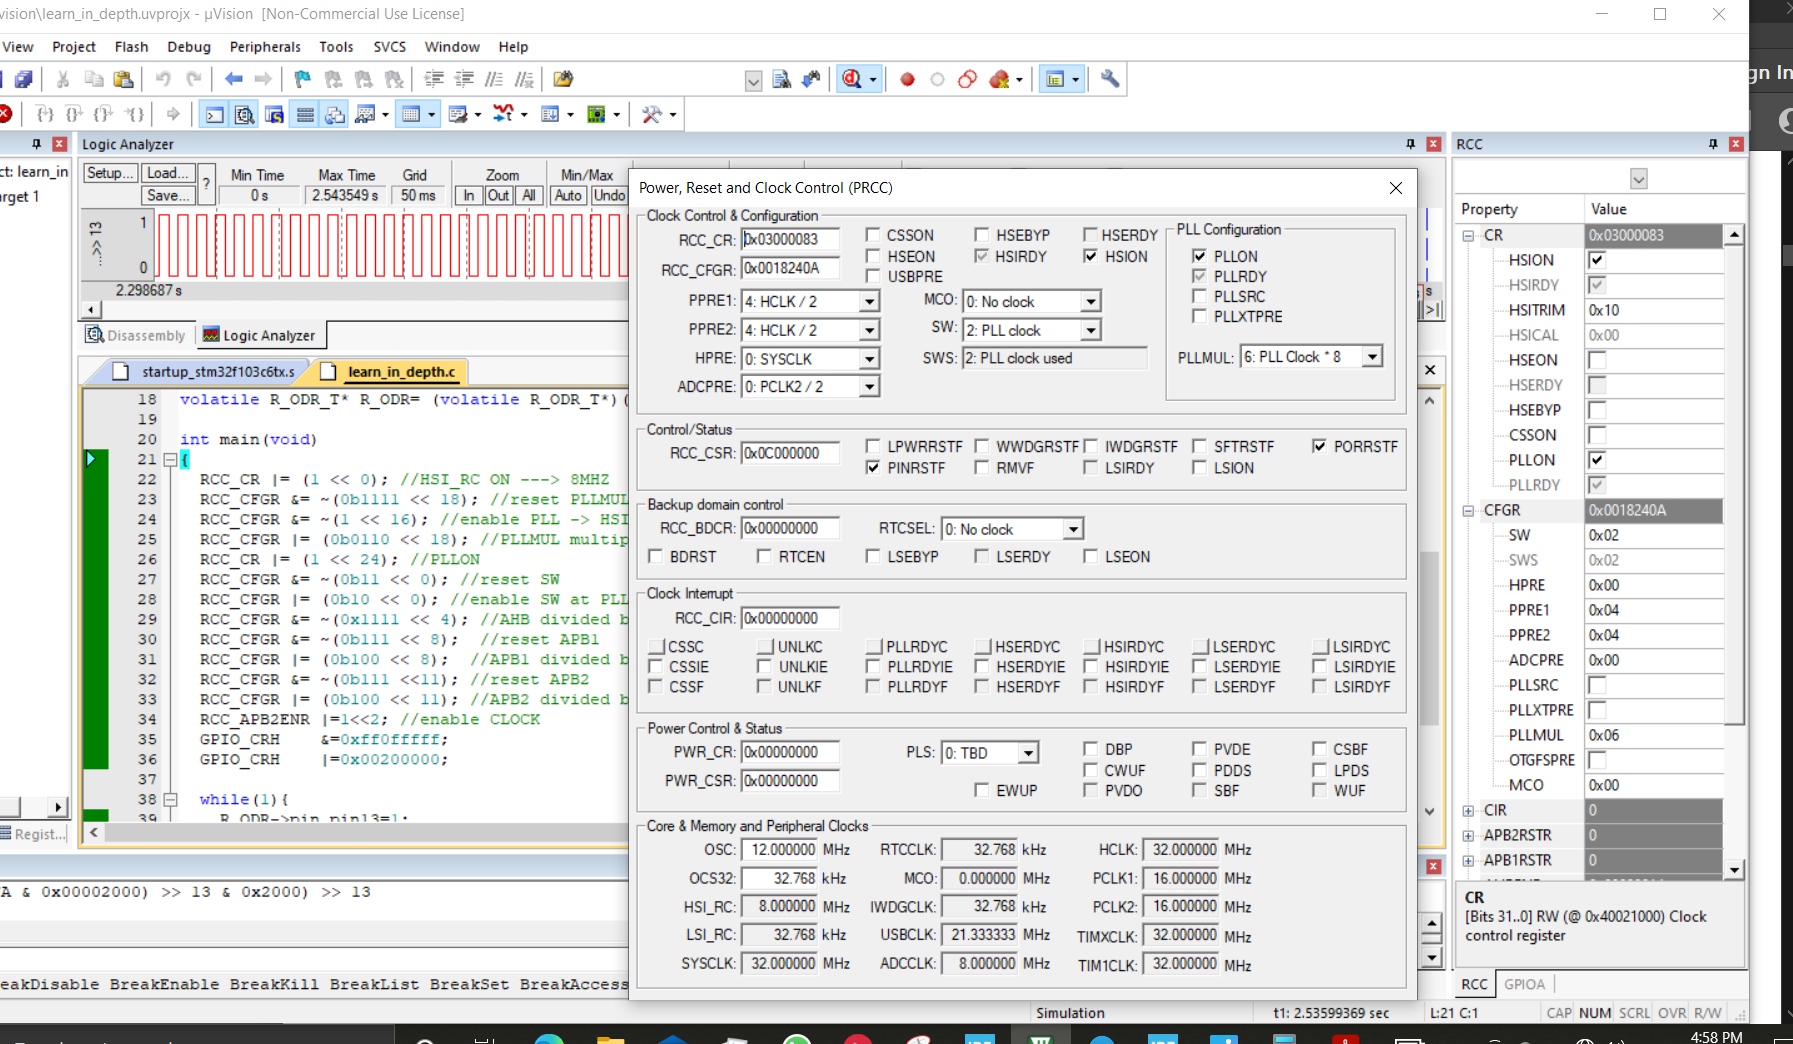 vision\learn_in_depth.uvprojx - µVision [Non-Commercial Use License]
View Project Flash Debug Peripherals Tools SVCS Window Help
gn In
Logic Analyzer
RCC
ct: learn_in
arget 1
Setup... Load... Min Time Max Time Grid Zoom Min/Max
Save... ? 0 s 2.543549 s 50 ms In Out All Auto Undo
...>> 13
1
0
2.298687 s
s
Disassembly Logic Analyzer
startup_stm32f103c6tx.s learn_in_depth.c
18 volatile R_ODR_T* R_ODR= (volatile R_ODR_T*)(
19
20 int main(void)
21 {
22 RCC_CR |= (1 << 0); //HSI_RC ON ---> 8MHZ
23 RCC_CFGR &= ~(0b1111 << 18); //reset PLLMUL
24 RCC_CFGR &= ~(1 << 16); //enable PLL -> HSI
25 RCC_CFGR |= (0b0110 << 18); //PLLMUL multip
26 RCC_CR |= (1 << 24); //PLLON
27 RCC_CFGR &= ~(0b11 << 0); //reset SW
28 RCC_CFGR |= (0b10 << 0); //enable SW at PLL
29 RCC_CFGR &= ~(0x1111 << 4); //AHB divided b
30 RCC_CFGR &= ~(0b111 << 8); //reset APB1
31 RCC_CFGR |= (0b100 << 8); //APB1 divided b
32 RCC_CFGR &= ~(0b111 <<11); //reset APB2
33 RCC_CFGR |= (0b100 << 11); //APB2 divided b
34 RCC_APB2ENR |=1<<2; //enable CLOCK
35 GPIO_CRH &=0xff0fffff;
36 GPIO_CRH |=0x00200000;
37
38 while(1){
39 R_ODR->pin.pin13=1;
Regist...
A & 0x00002000) >> 13 & 0x2000) >> 13
eakDisable BreakEnable BreakKill BreakList BreakSet BreakAccess
Power, Reset and Clock Control (PRCC)
Clock Control & Configuration
RCC_CR: 0x03000083 CSSON HSEBYP HSERDY
RCC_CFGR: 0x0018240A HSEON HSIRDY HSION
USBPRE
PPRE1: 4: HCLK / 2 MCO: 0: No clock
PPRE2: 4: HCLK / 2 SW: 2: PLL clock
HPRE: 0: SYSCLK SWS: 2: PLL clock used
ADCPRE: 0: PCLK2 / 2
PLL Configuration
PLLON
PLLRDY
PLLSRC
PLLXTPRE
PLLMUL: 6: PLL Clock * 8
Control/Status
RCC_CSR: 0x0C000000 LPWRRSTF WWDGRSTF IWDGRSTF SFTRSTF PORRSTF
PINRSTF RMVF LSIRDY LSION
Backup domain control
RCC_BDCR: 0x00000000 RTCSEL: 0: No clock
BDRST RTCEN LSEBYP LSERDY LSEON
Clock Interrupt
RCC_CIR: 0x00000000
CSSC UNLKC PLLRDYC HSERDYC HSIRDYC LSERDYC LSIRDYC
CSSIE UNLKIE PLLRDYIE HSERDYIE HSIRDYIE LSERDYIE LSIRDYIE
CSSF UNLKF PLLRDYF HSERDYF HSIRDYF LSERDYF LSIRDYF
Power Control & Status
PWR_CR: 0x00000000 PLS: 0: TBD DBP PVDE CSBF
CWUF PDDS LPDS
PWR_CSR: 0x00000000 EWUP PVDO SBF WUF
Core & Memory and Peripheral Clocks
OSC: 12.000000 MHz RTCCLK: 32.768 kHz HCLK: 32.000000 MHz
OCS32: 32.768 kHz MCO: 0.000000 MHz PCLK1: 16.000000 MHz
HSI_RC: 8.000000 MHz IWDGCLK: 32.768 kHz PCLK2: 16.000000 MHz
LSI_RC: 32.768 kHz USBCLK: 21.333333 MHz TIMXCLK: 32.000000 MHz
SYSCLK: 32.000000 MHz ADCCLK: 8.000000 MHz TIM1CLK: 32.000000 MHz
Property Value
CR 0x03000083
HSION
HSIRDY
HSITRIM 0x10
HSICAL 0x00
HSEON
HSERDY
HSEBYP
CSSON
PLLON
PLLRDY
CFGR 0x0018240A
SW 0x02
SWS 0x02
HPRE 0x00
PPRE1 0x04
PPRE2 0x04
ADCPRE 0x00
PLLSRC
PLLXTPRE
PLLMUL 0x06
OTGFSPRE
MCO 0x00
CIR 0
APB2RSTR 0
APB1RSTR 0
CR
[Bits 31..0] RW (@ 0x40021000) Clock
control register
RCC GPIOA
Simulation t1: 2.53599369 sec L:21 C:1 CAP NUM SCRL OVR R/W
4:58 PM